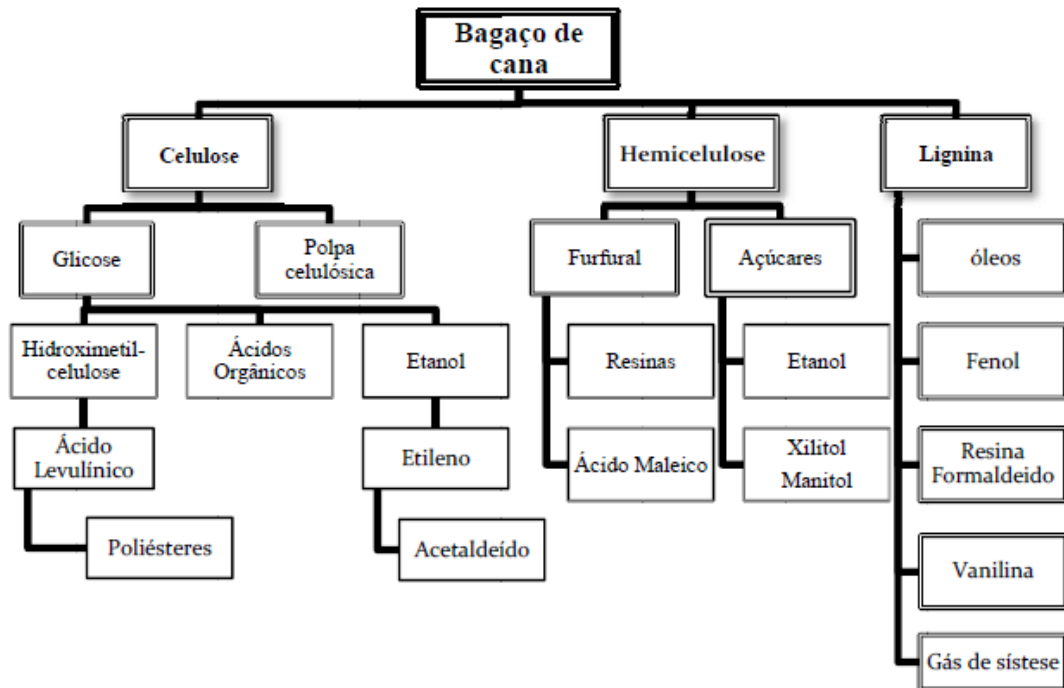 Bagaço de
cana
Celulose
Hemicelulose
Lignina
Glicose
Polpa
celulósica
Furfural
Açúcares
óleos
Hidroximetil-
celulose
Ácidos
Orgânicos
Etanol
Resinas
Etanol
Fenol
Ácido
Levulínico
Etileno
Ácido Maleico
Xilitol
Manitol
Resina
Formaldeido
Poliésteres
Acetaldeído
Vanilina
Gás de sístese